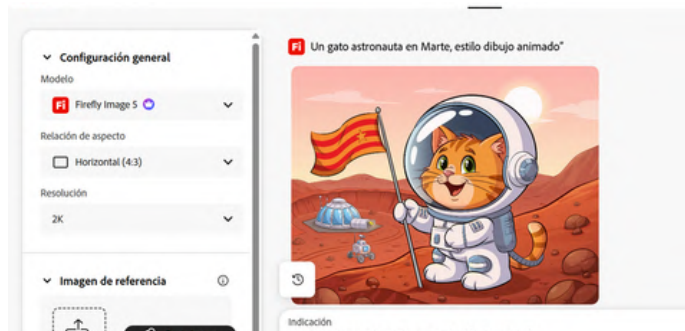 Configuración general
Modelo
Fi Firefly Image 5
Relación de aspecto
Horizontal (4:3)
Resolución
2K
Imagen de referencia
Fi Un gato astronauta en Marte, estilo dibujo animado"
Indicación